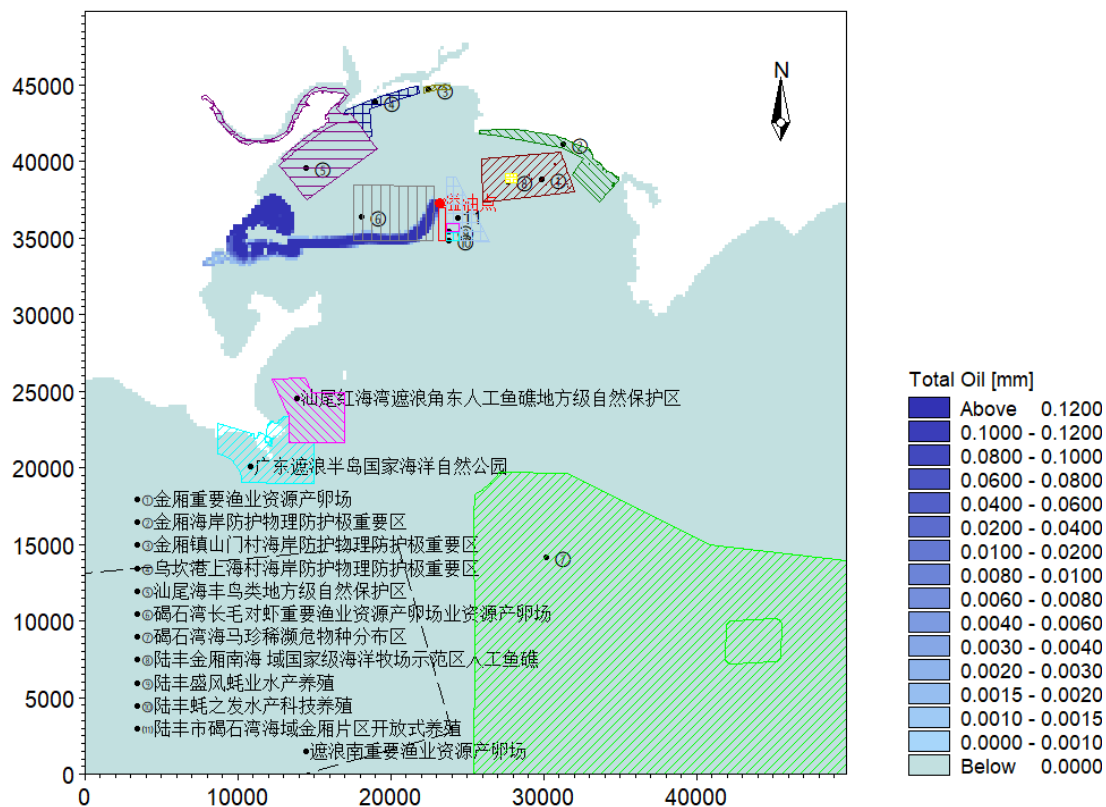 N
45000
④
③
40000
②
⑤
⑧
①
溢油点
⑥
35000
30000
25000
汕尾红海湾遮浪角东人工鱼礁地方级自然保护区
20000
广东遮浪半岛国家海洋自然公园
①金厢重要渔业资源产卵场
②金厢海岸防护物理防护极重要区
15000
③金厢镇山门村海岸防护物理防护极重要区
⑦
④乌坎港上海村海岸防护物理防护极重要区
⑤汕尾海丰鸟类地方级自然保护区
10000
⑥碣石湾长毛对虾重要渔业资源产卵场业资源产卵场
⑦碣石湾海马珍稀濒危物种分布区
⑧陆丰金厢南海 域国家级海洋牧场示范区人工鱼礁
⑨陆丰盛风蚝业水产养殖
5000
⑩陆丰蚝之发水产科技养殖
⑪陆丰市碣石湾海域金厢片区开放式养殖
遮浪南重要渔业资源产卵场
0
0 10000 20000 30000 40000
Total Oil [mm]
Above 0.1200
0.1000 - 0.1200
0.0800 - 0.1000
0.0600 - 0.0800
0.0400 - 0.0600
0.0200 - 0.0400
0.0100 - 0.0200
0.0080 - 0.0100
0.0060 - 0.0080
0.0040 - 0.0060
0.0030 - 0.0040
0.0020 - 0.0030
0.0015 - 0.0020
0.0010 - 0.0015
0.0000 - 0.0010
Below 0.0000